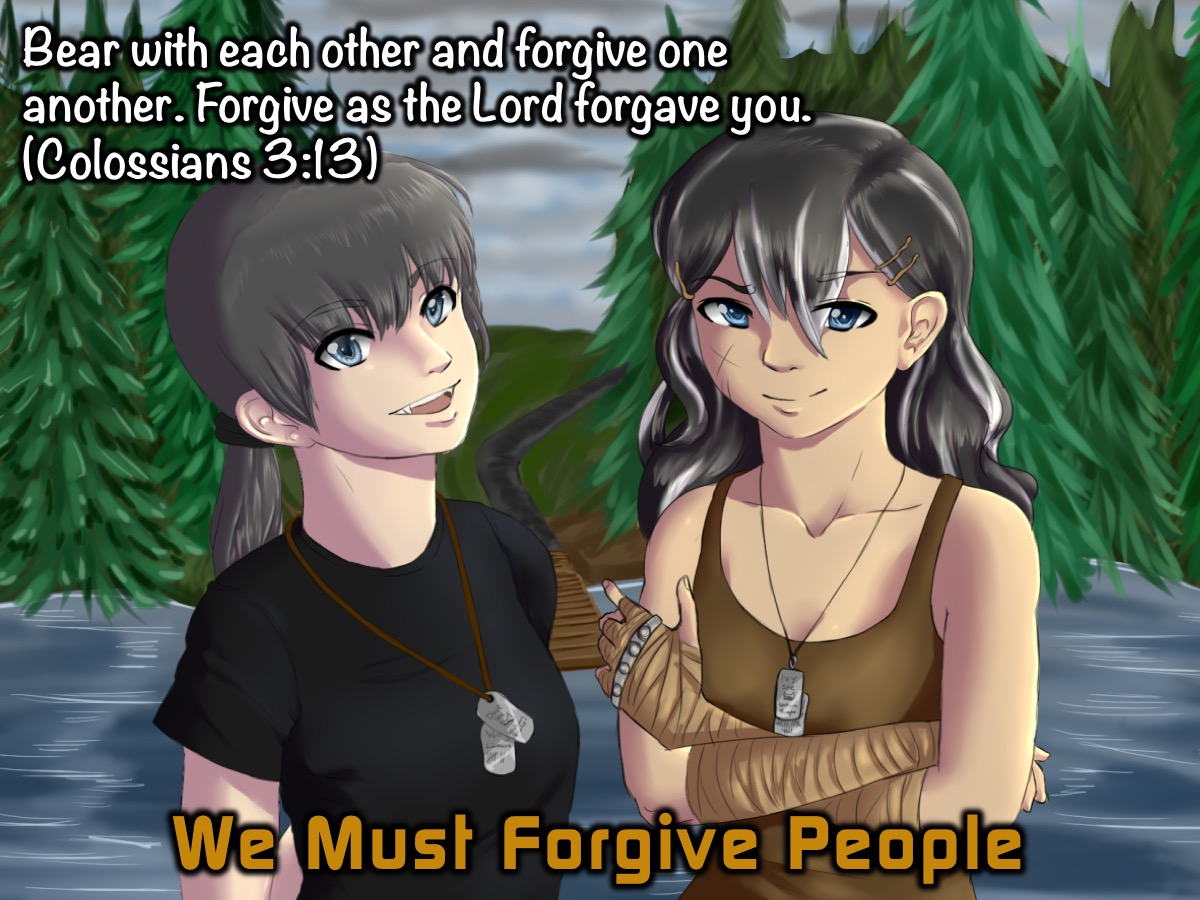 Bear with each other and forgive one
another. Forgive as the Lord forgave you.
(Colossians 3:13)
IVY
We Must Forgive People